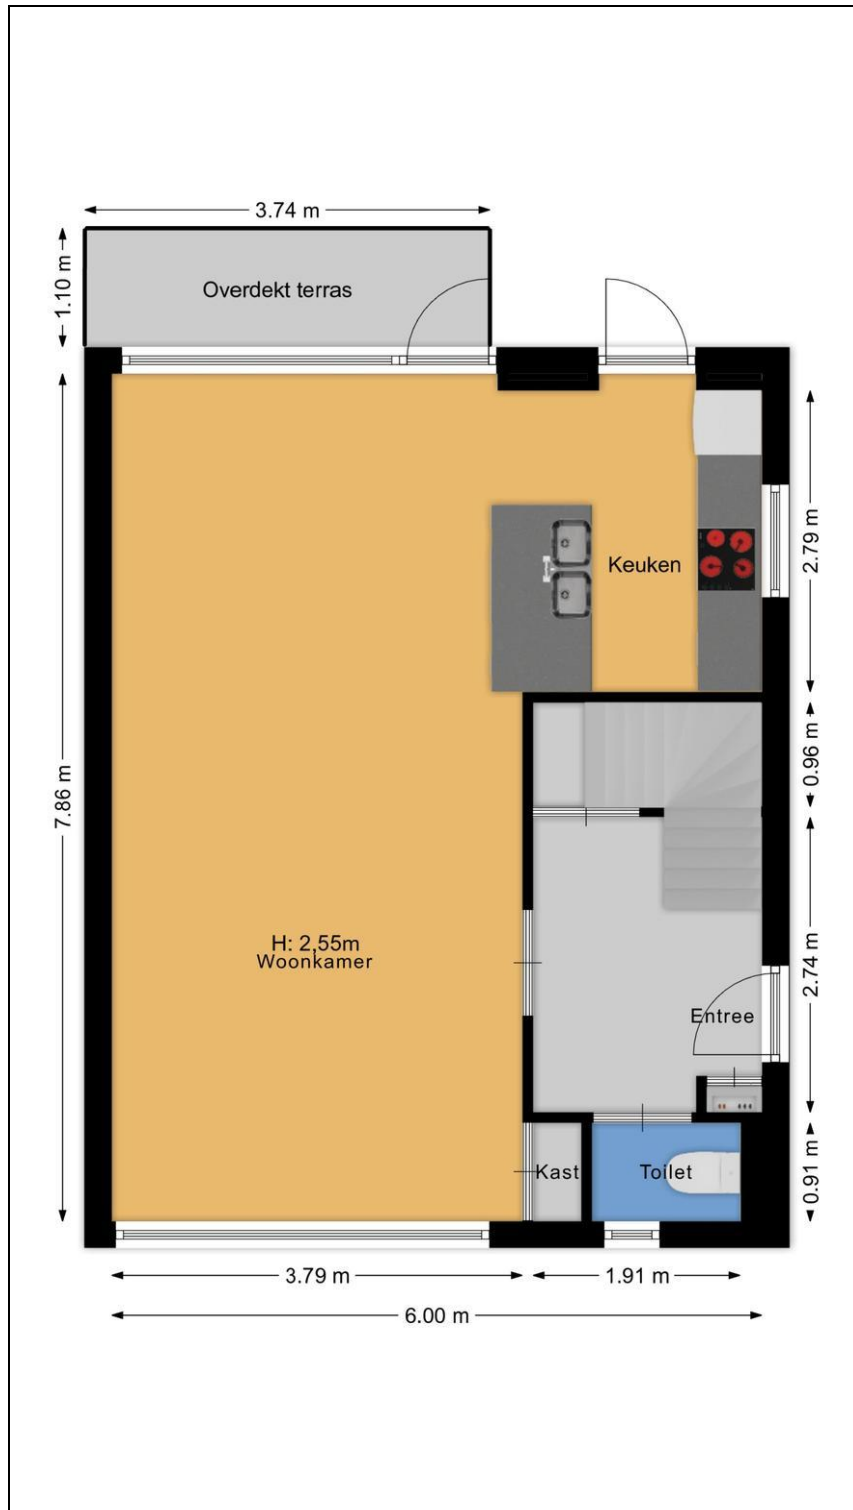 3.74 m
1.10 m
Overdekt terras
Keuken
2.79 m
0.96 m
7.86 m
H: 2,55m
Woonkamer
2.74 m
Entree
Kast
Toilet
0.91 m
3.79 m
1.91 m
6.00 m